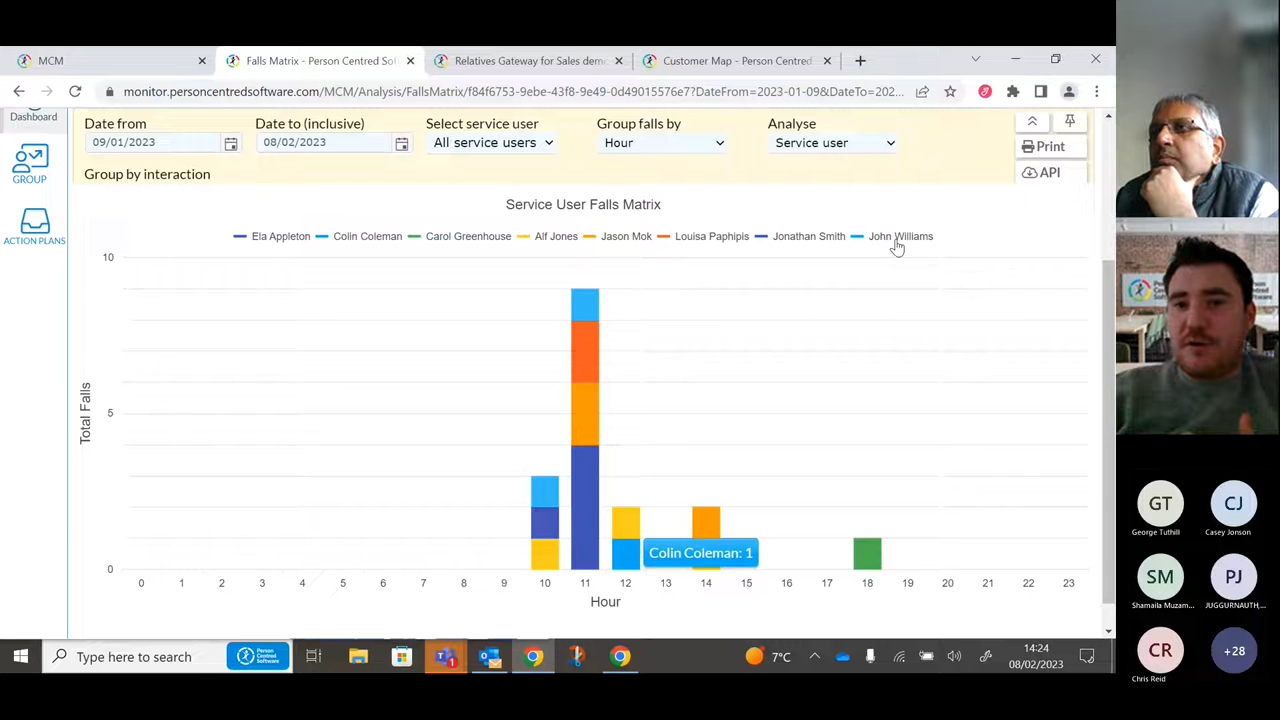 MCM
Falls Matrix - Person Centred Sol
Relatives Gateway for Sales demo
Customer Map - Person Centred
monitor.personcentredsoftware.com/MCM/Analysis/FallsMatrix/f84f6753-9ebe-43f8-9e49-0d49015576e7?DateFrom=2023-01-09&DateTo=202...
Dashboard
GROUP
ACTION PLANS
Date from
Date to (inclusive)
Select service user
Group falls by
Analyse
09/01/2023
08/02/2023
All service users
Hour
Service user
Print
API
Group by interaction
Service User Falls Matrix
Ela Appleton
Colin Coleman
Carol Greenhouse
Alf Jones
Jason Mok
Louisa Paphipis
Jonathan Smith
John Williams
Total Falls
10
5
0
Colin Coleman: 1
0 1 2 3 4 5 6 7 8 9 10 11 12 13 14 15 16 17 18 19 20 21 22 23
Hour
Type here to search
Person Centred Software
7°C
14:24
08/02/2023
GT
George Tuthill
CJ
Casey Jonson
SM
Shamaila Muzam...
PJ
JUGGURNAUTH,...
CR
Chris Reid
+28